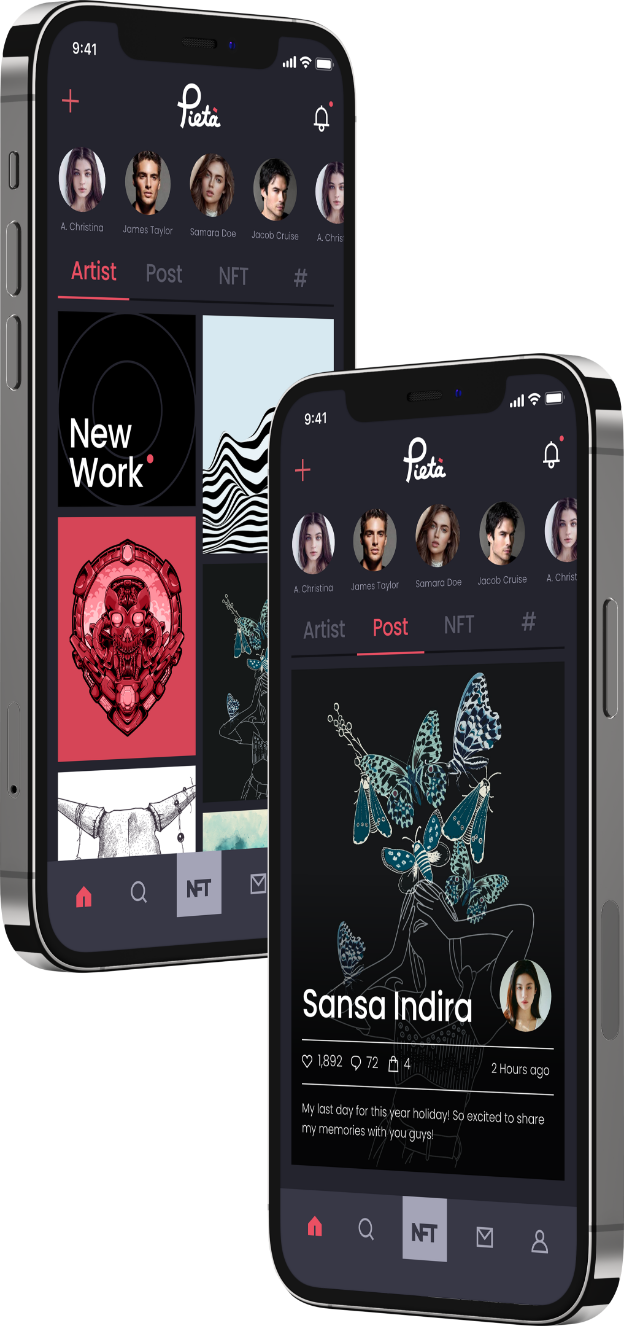 9:41
Pietà
A. Christina
James Taylor
Samara Doe
Jacob Cruise
A. Chris
Artist
Post
NFT
#
New
Work
NFT
9:41
Pietà
A. Christina
James Taylor
Samara Doe
Jacob Cruise
A. Christ
Artist
Post
NFT
#
Sansa Indira
1,892
72
4
2 Hours ago
My last day for this year holiday! So excited to share
my memories with you guys!
NFT